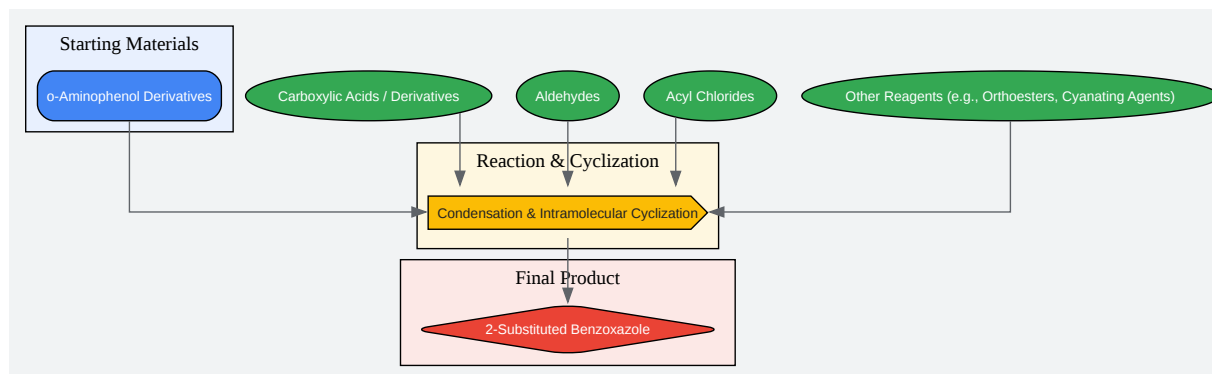 Starting Materials
o-Aminophenol Derivatives
Carboxylic Acids / Derivatives
Aldehydes
Acyl Chlorides
Other Reagents (e.g., Orthoesters, Cyanating Agents)
Reaction & Cyclization
Condensation & Intramolecular Cyclization
Final Product
2-Substituted Benzoxazole